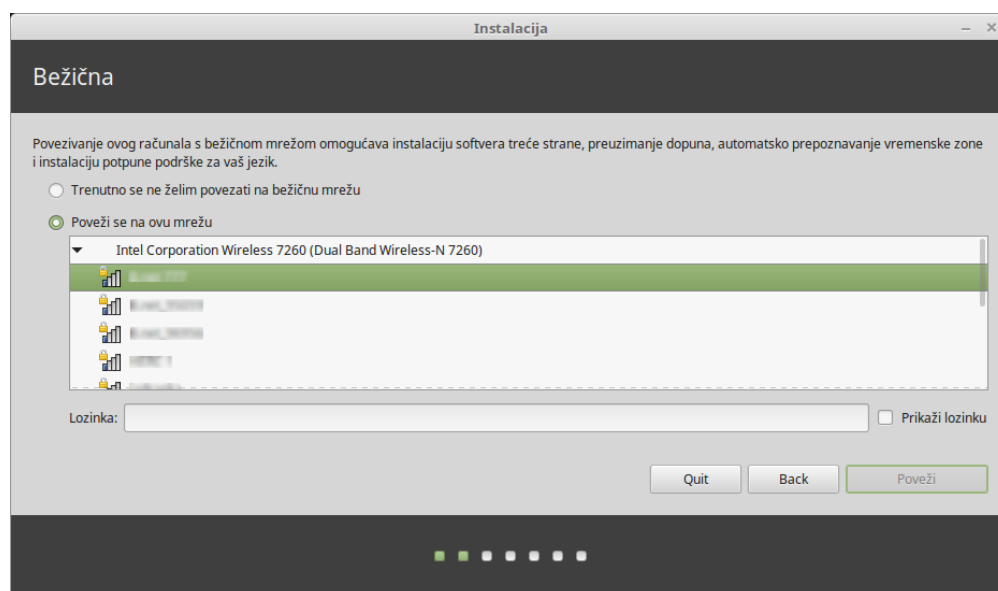 Instalacija
Bežična
Povezivanje ovog računala s bežičnom mrežom omogućava instalaciju softvera treće strane, preuzimanje dopuna, automatsko prepoznavanje vremenske zone
i instalaciju potpune podrške za vaš jezik.
Trenutno se ne želim povezati na bežičnu mrežu
Poveži se na ovu mrežu
Intel Corporation Wireless 7260 (Dual Band Wireless-N 7260)
Lozinka:
Prikaži lozinku
Quit
Back
Poveži